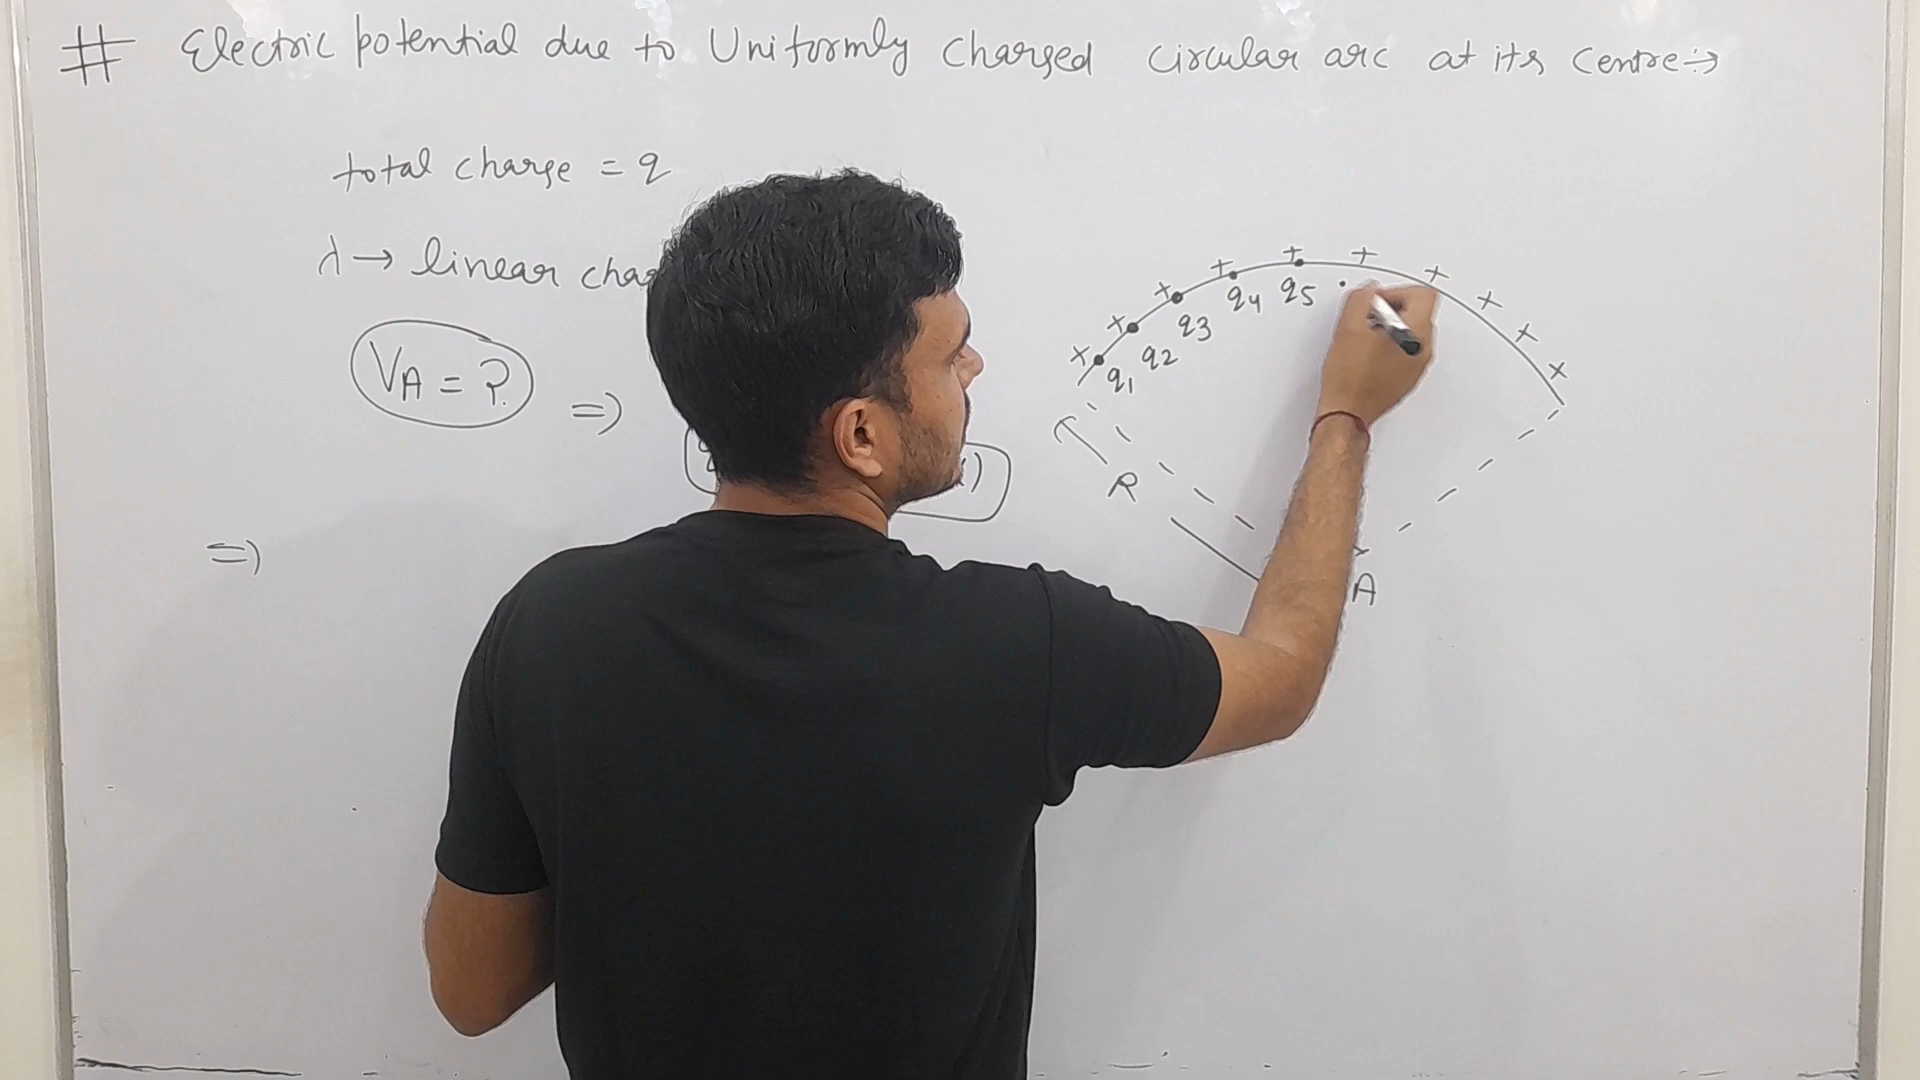 # Electric potential due to Uniformly Charged Circular arc at its Centre:→
total charge = q
λ → linear
VA = ? =)
=)
+ + + + + + + + + + +
q1 q2 q3 q4 q5 .
R
A